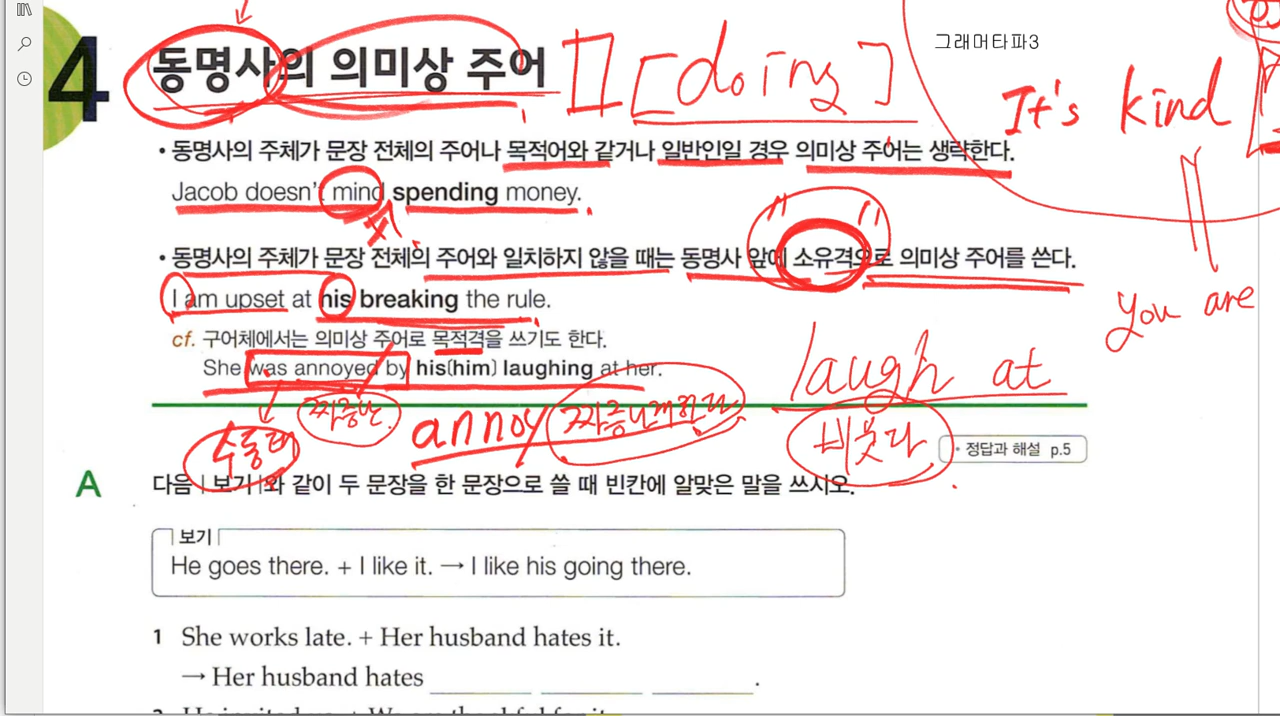 4 동명사의 의미상 주어 [doing]
그래머타파3
It's kind
• 동명사의 주체가 문장 전체의 주어나 목적어와 같거나 일반인일 경우 의미상 주어는 생략한다.
Jacob doesn't mind spending money.
• 동명사의 주체가 문장 전체의 주어와 일치하지 않을 때는 동명사 앞에 소유격으로 의미상 주어를 쓴다.
I am upset at his breaking the rule.
you are
cf. 구어체에서는 의미상 주어로 목적격을 쓰기도 한다.
She was annoyed by his(him) laughing at her.
laugh at
수동태 짜증난 annoy 짜증나게한다 비웃다
• 정답과 해설 p.5
A 다음 |보기|와 같이 두 문장을 한 문장으로 쓸 때 빈칸에 알맞은 말을 쓰시오.
보기
He goes there. + I like it. → I like his going there.
1 She works late. + Her husband hates it.
→ Her husband hates ______ ______ ______.